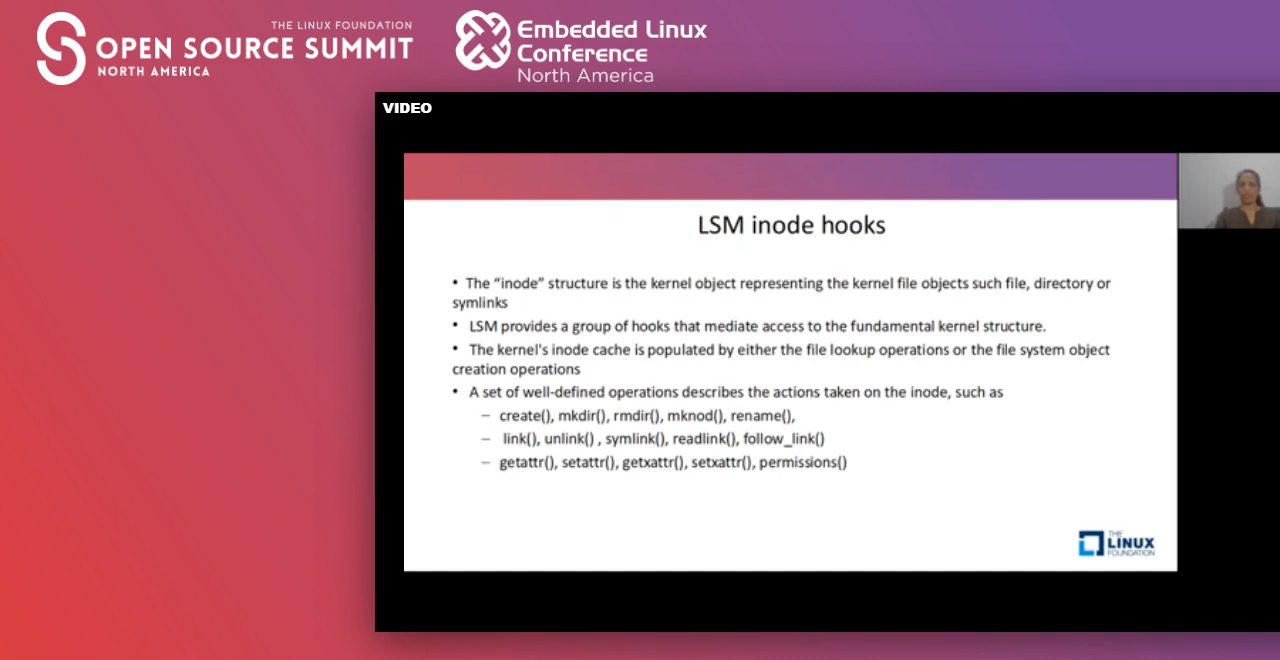 THE LINUX FOUNDATION
OPEN SOURCE SUMMIT
NORTH AMERICA
Embedded Linux
Conference
North America
VIDEO
LSM inode hooks
• The “inode” structure is the kernel object representing the kernel file objects such file, directory or
symlinks
• LSM provides a group of hooks that mediate access to the fundamental kernel structure.
• The kernel's inode cache is populated by either the file lookup operations or the file system object
creation operations
• A set of well-defined operations describes the actions taken on the inode, such as
– create(), mkdir(), rmdir(), mknod(), rename(),
– link(), unlink() , symlink(), readlink(), follow_link()
– getattr(), setattr(), getxattr(), setxattr(), permissions()
THE
LINUX
FOUNDATION